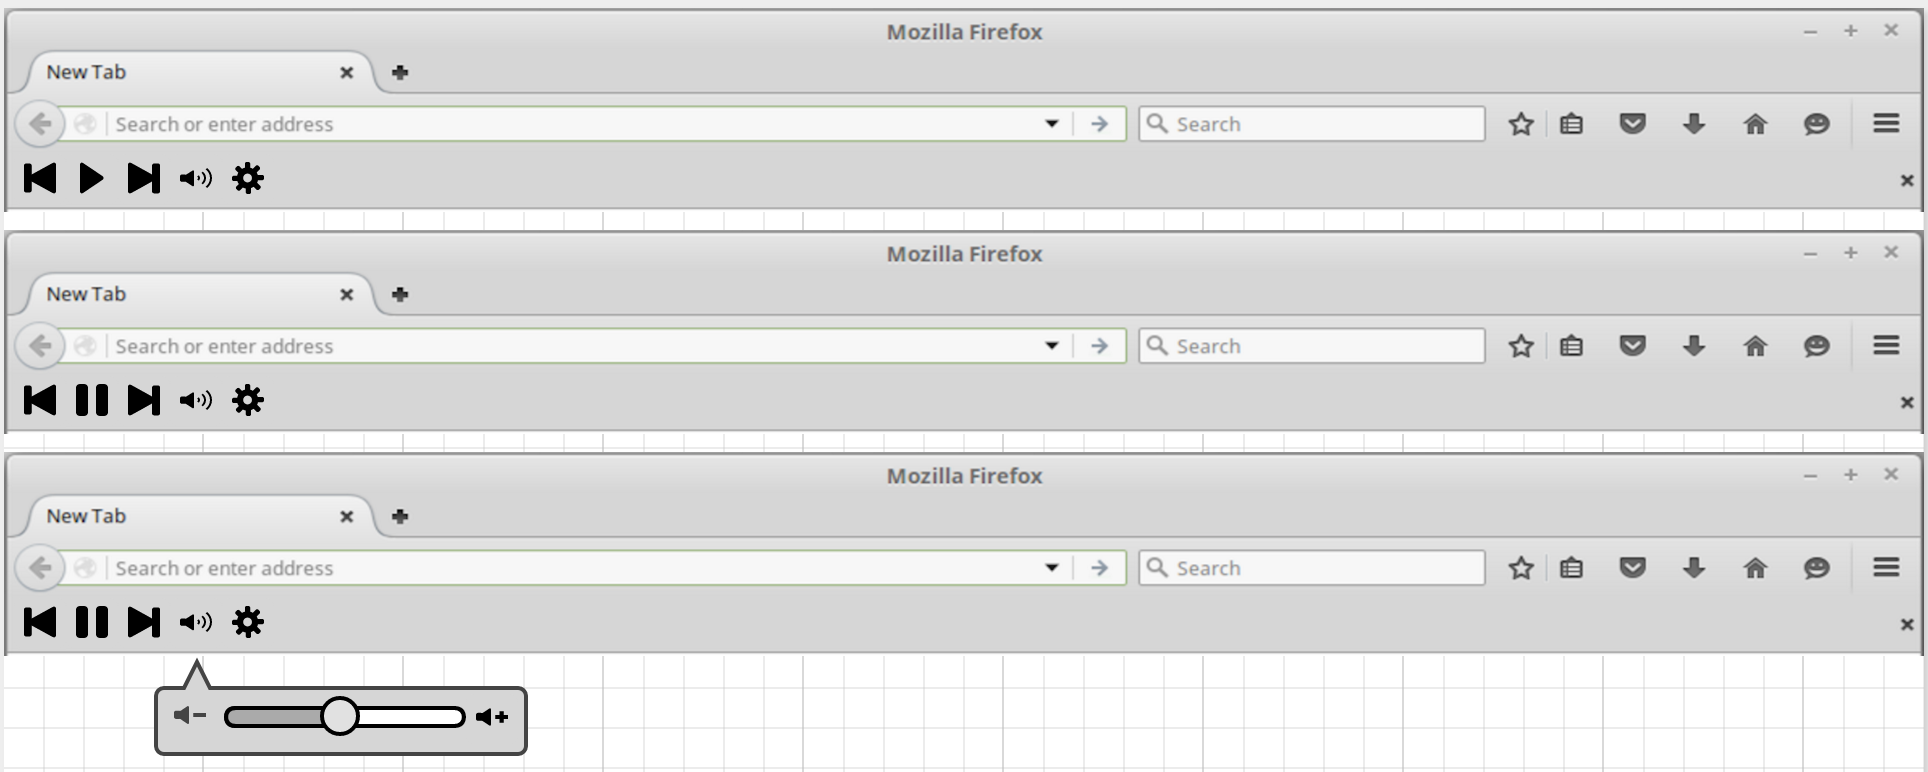 Mozilla Firefox
New Tab
Search or enter address
Search
Mozilla Firefox
New Tab
Search or enter address
Search
Mozilla Firefox
New Tab
Search or enter address
Search